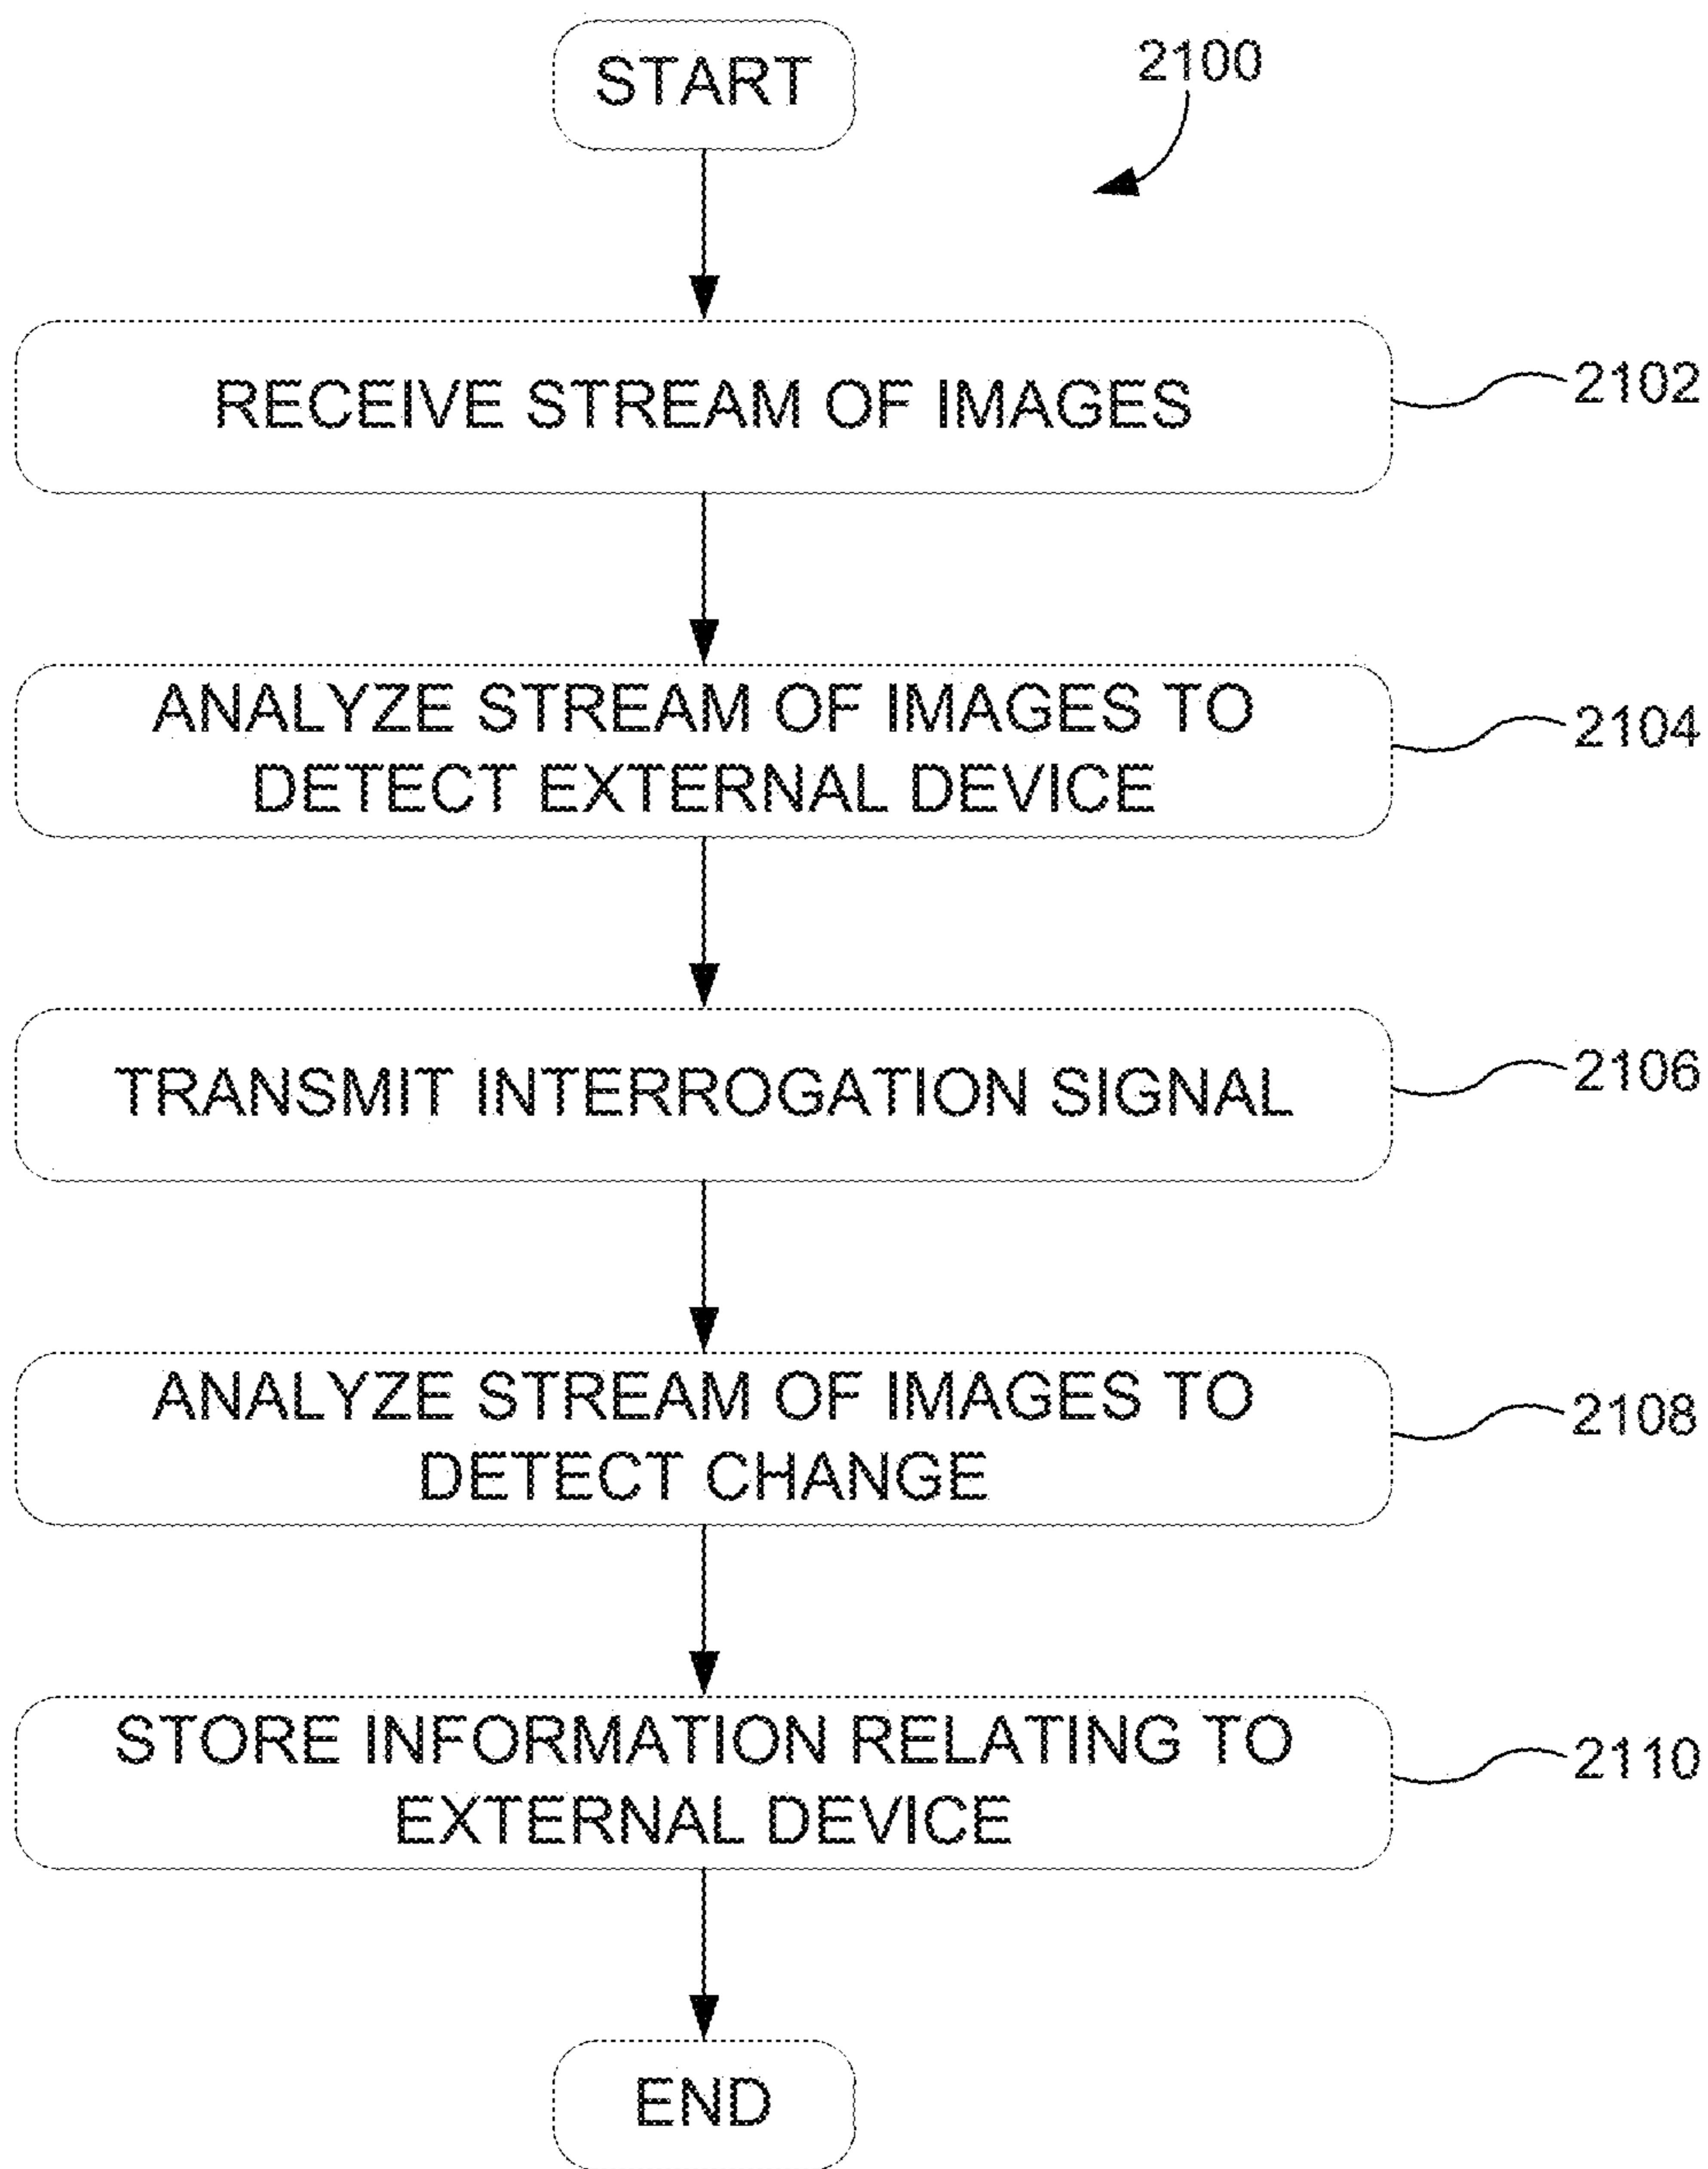 START
2100
RECEIVE STREAM OF IMAGES
2102
ANALYZE STREAM OF IMAGES TO
DETECT EXTERNAL DEVICE
2104
TRANSMIT INTERROGATION SIGNAL
2106
ANALYZE STREAM OF IMAGES TO
DETECT CHANGE
2108
STORE INFORMATION RELATING TO
EXTERNAL DEVICE
2110
END